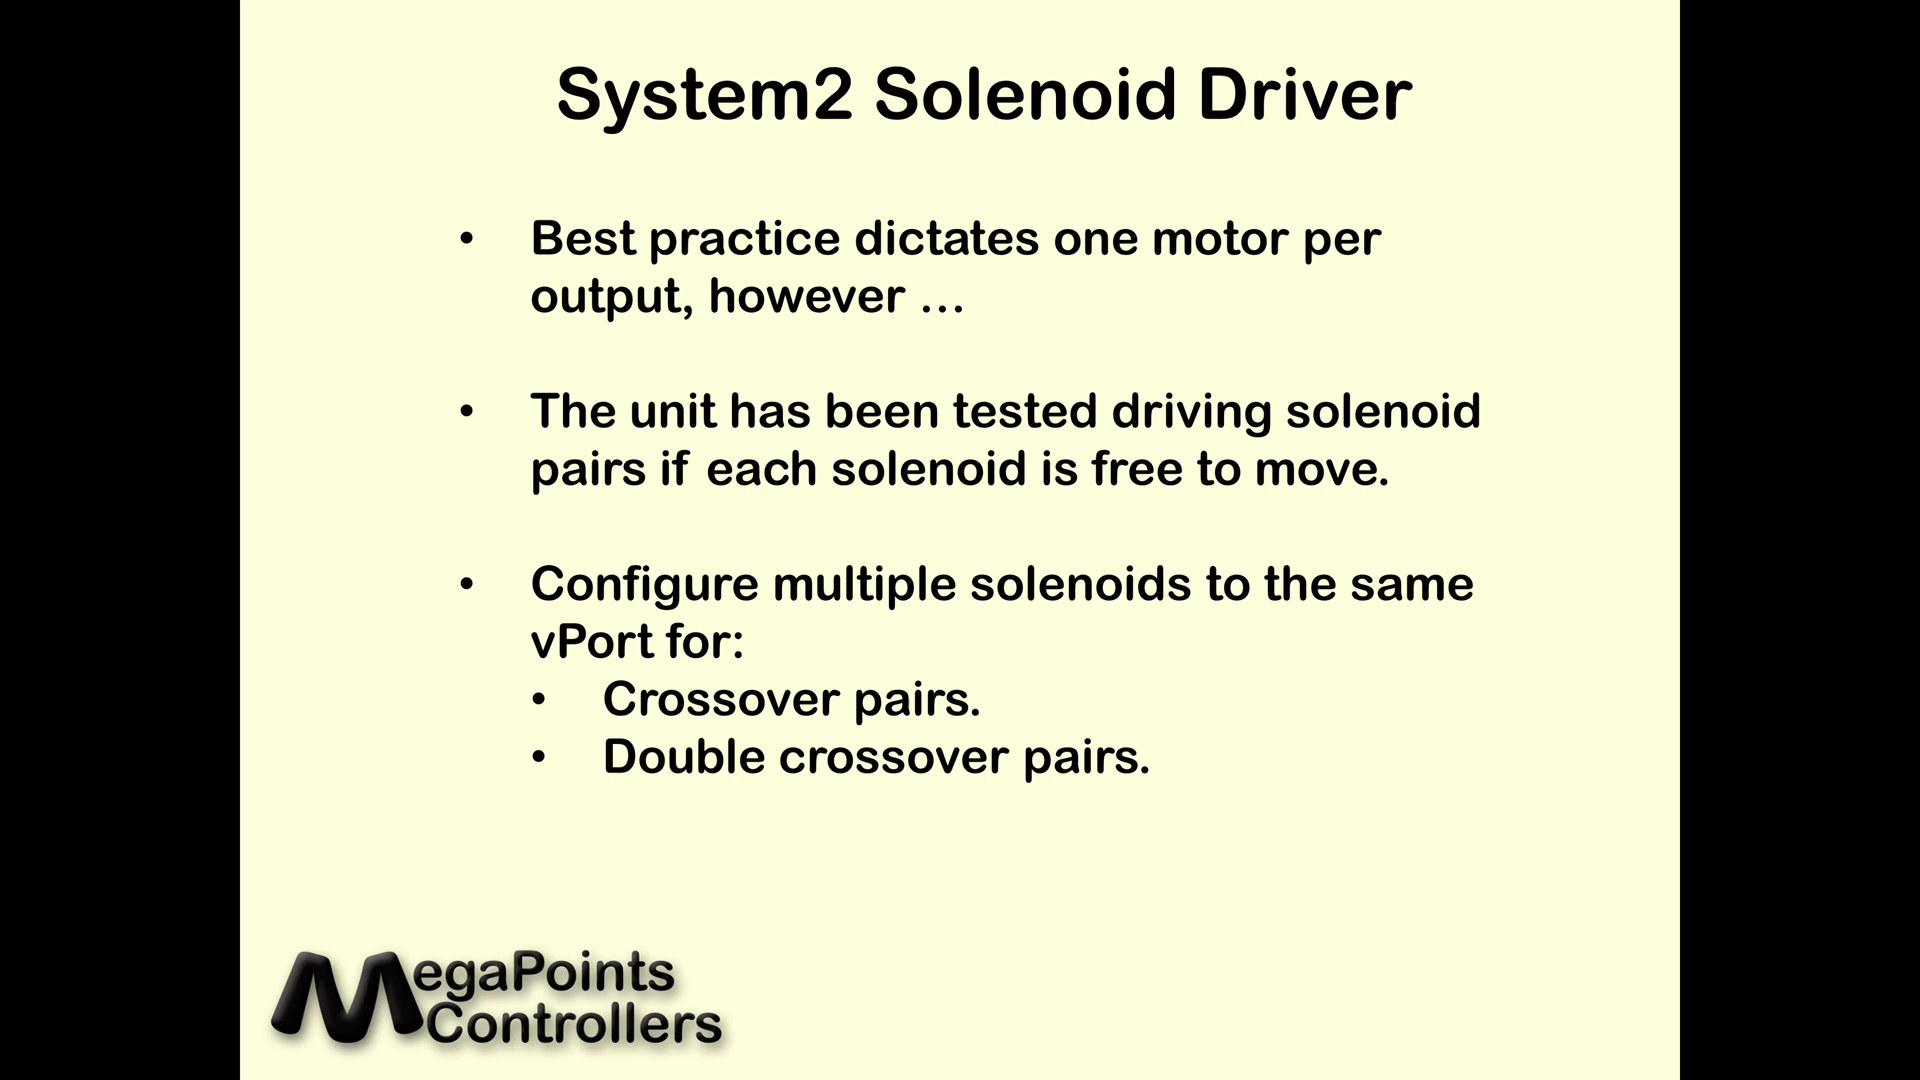 System2 Solenoid Driver
• Best practice dictates one motor per
output, however …
• The unit has been tested driving solenoid
pairs if each solenoid is free to move.
• Configure multiple solenoids to the same
vPort for:
• Crossover pairs.
• Double crossover pairs.
MegaPoints
Controllers